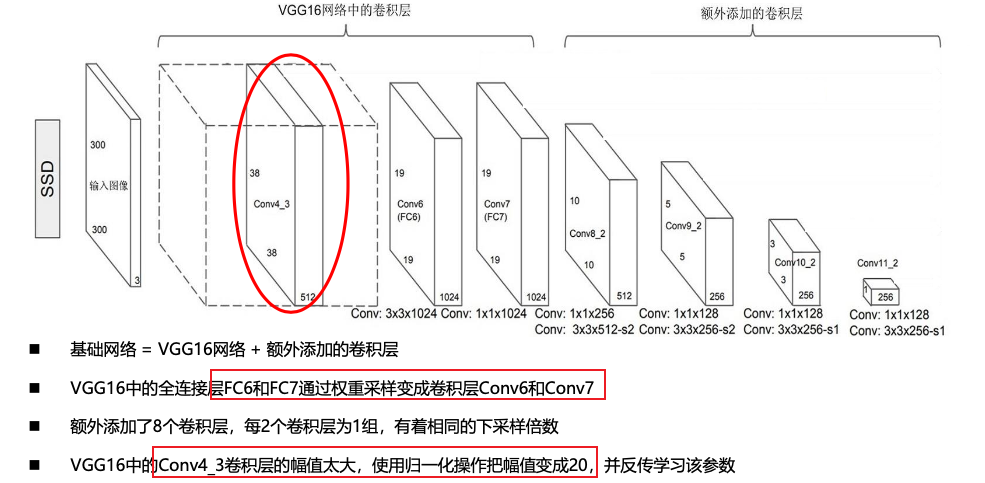 VGG16网络中的卷积层
额外添加的卷积层
SSD
300
输入图像
300
3
38
Conv4_3
38
512
19
Conv6
(FC6)
19
1024
19
Conv7
(FC7)
19
1024
10
Conv8_2
10
512
5
Conv9_2
5
256
3
Conv10_2
3
256
Conv11_2
1
256
Conv: 3x3x1024
Conv: 1x1x1024
Conv: 1x1x256
Conv: 3x3x512-s2
Conv: 1x1x128
Conv: 3x3x256-s2
Conv: 1x1x128
Conv: 3x3x256-s1
Conv: 1x1x128
Conv: 3x3x256-s1
基础网络 = VGG16网络 + 额外添加的卷积层
VGG16中的全连接层FC6和FC7通过权重采样变成卷积层Conv6和Conv7
额外添加了8个卷积层，每2个卷积层为1组，有着相同的下采样倍数
VGG16中的Conv4_3卷积层的幅值太大，使用归一化操作把幅值变成20，并反传学习该参数